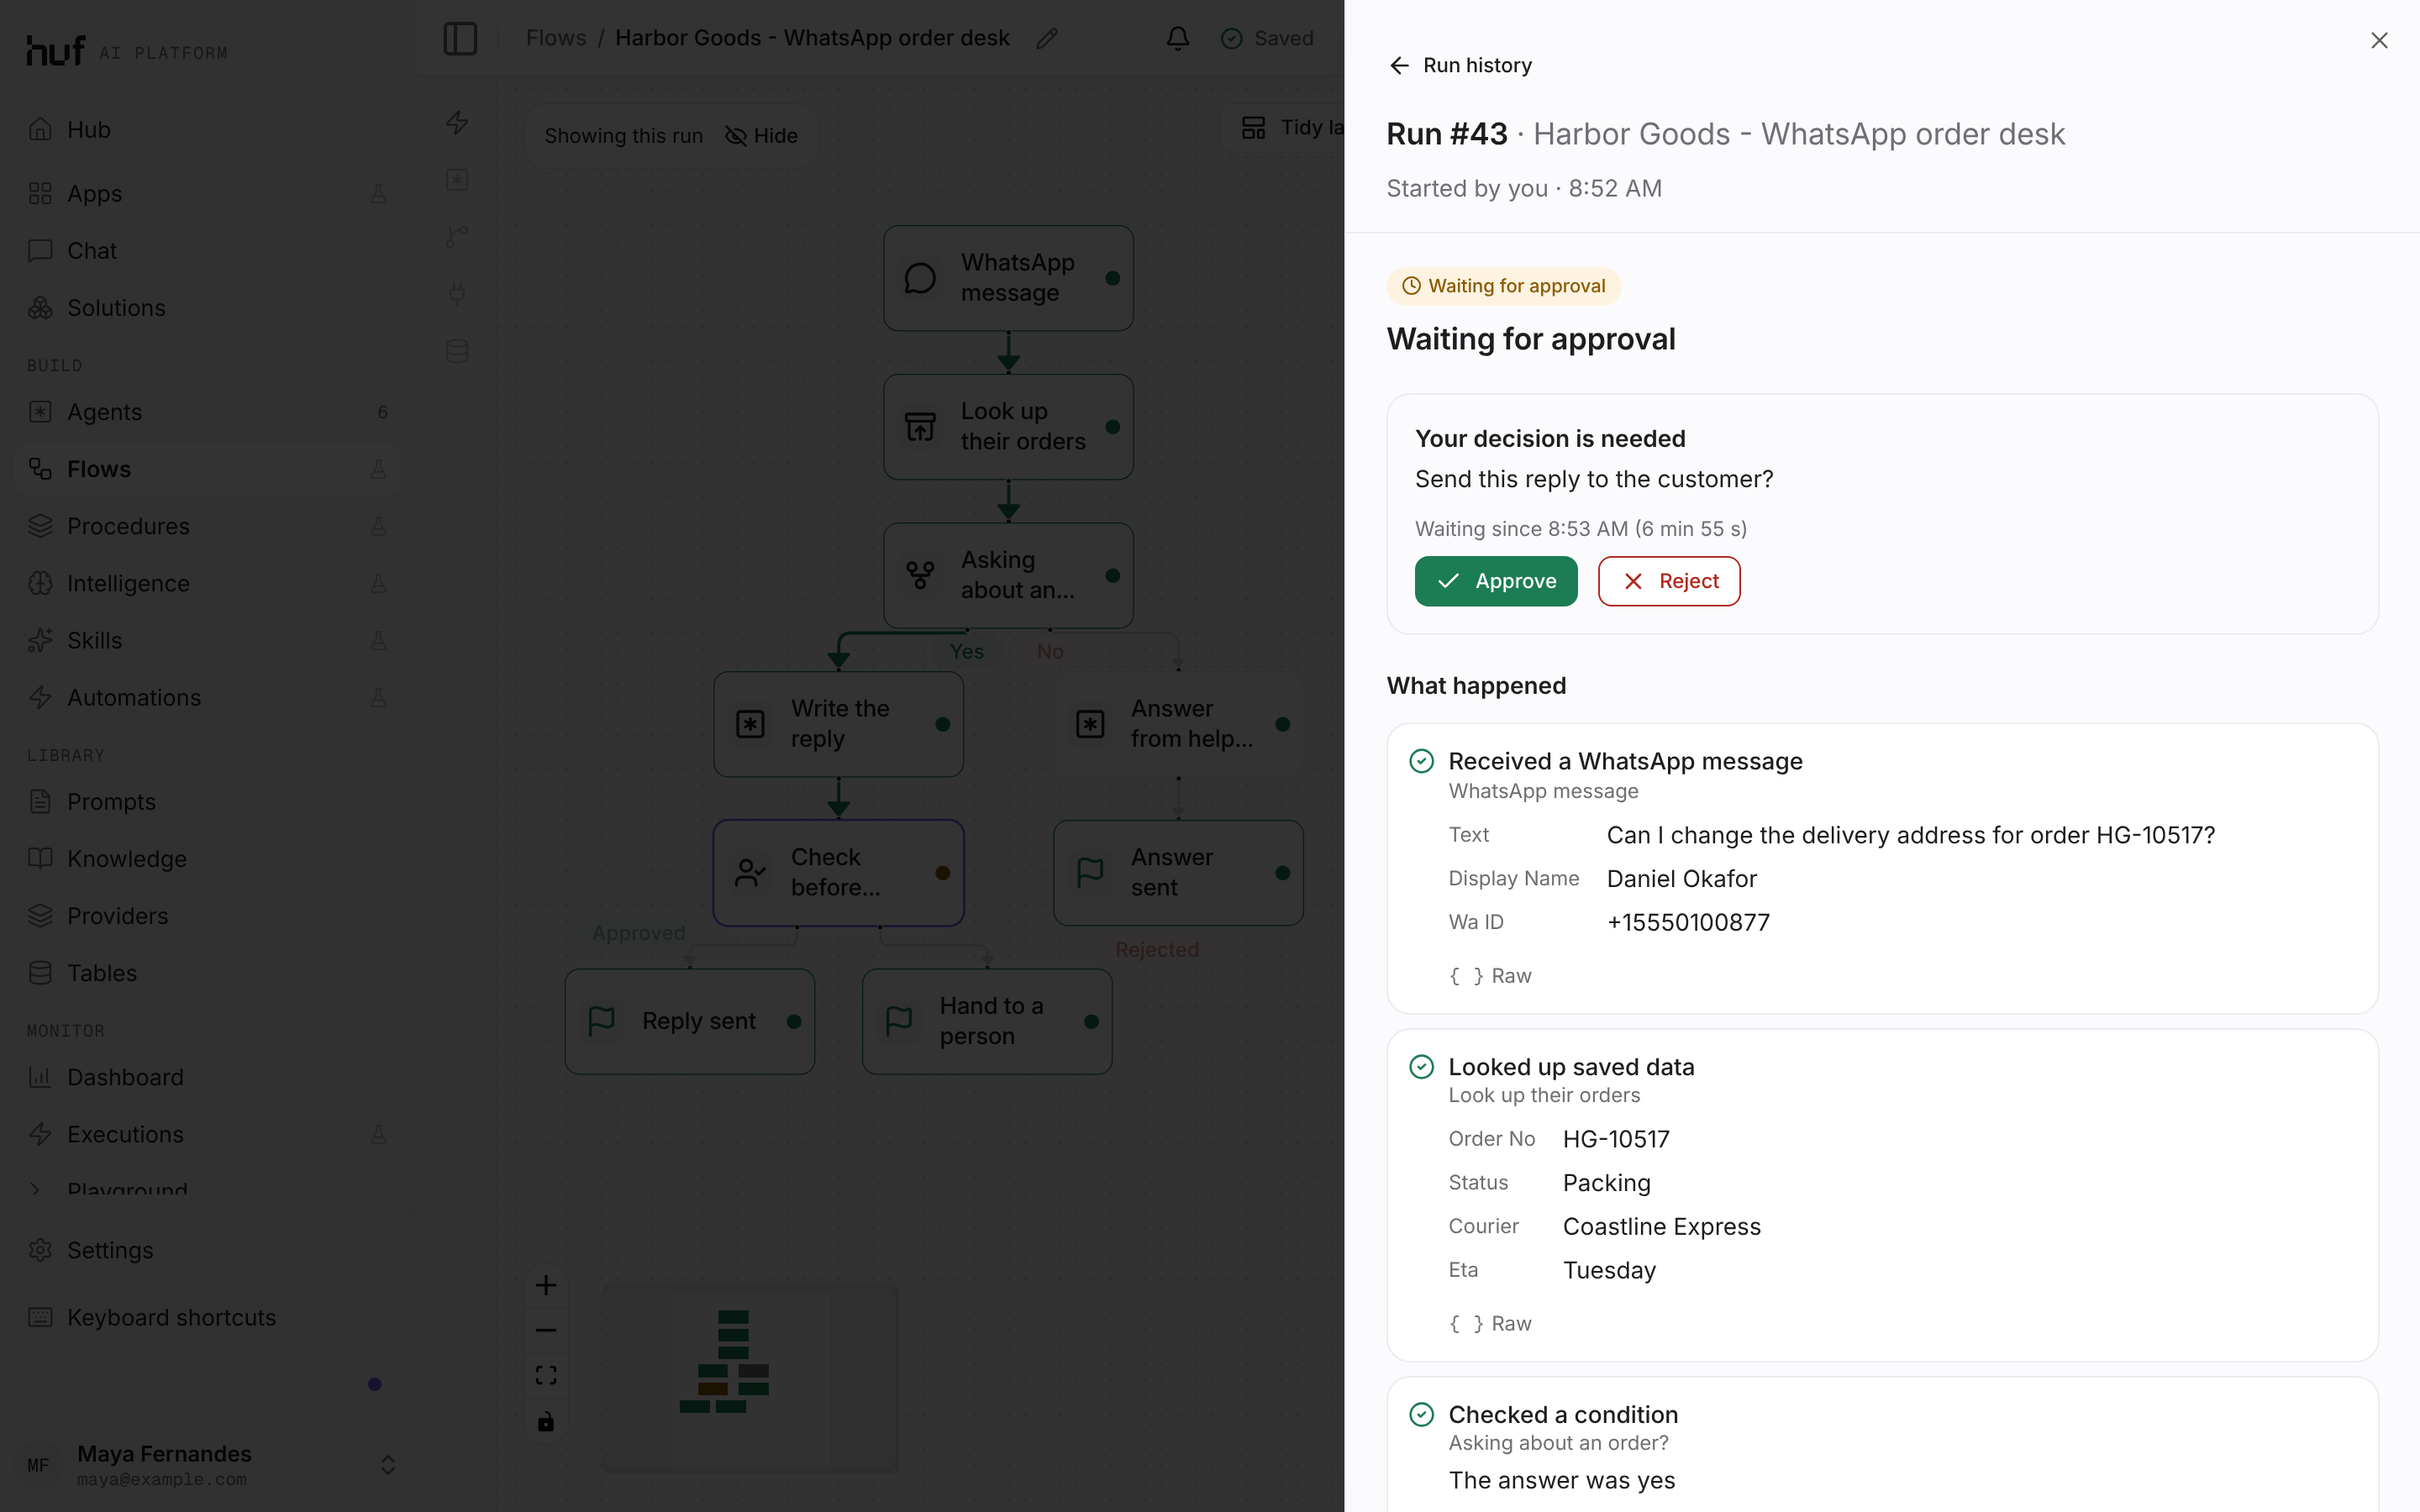 huf AI PLATFORM
Hub
Apps
Chat
Solutions
BUILD
Agents 6
Flows
Procedures
Intelligence
Skills
Automations
LIBRARY
Prompts
Knowledge
Providers
Tables
MONITOR
Dashboard
Executions
Playground
Settings
Keyboard shortcuts
MF
Maya Fernandes
maya@example.com
Flows / Harbor Goods - WhatsApp order desk
Saved
Showing this run Hide
Tidy la
WhatsApp
message
Look up
their orders
Asking
about an...
Yes
No
Write the
reply
Answer
from help...
Check
before...
Answer
sent
Approved
Rejected
Reply sent
Hand to a
person
Run history
Run #43 · Harbor Goods - WhatsApp order desk
Started by you · 8:52 AM
Waiting for approval
Waiting for approval
Your decision is needed
Send this reply to the customer?
Waiting since 8:53 AM (6 min 55 s)
Approve
Reject
What happened
Received a WhatsApp message
WhatsApp message
Text Can I change the delivery address for order HG-10517?
Display Name Daniel Okafor
Wa ID +15550100877
{ } Raw
Looked up saved data
Look up their orders
Order No HG-10517
Status Packing
Courier Coastline Express
Eta Tuesday
{ } Raw
Checked a condition
Asking about an order?
The answer was yes